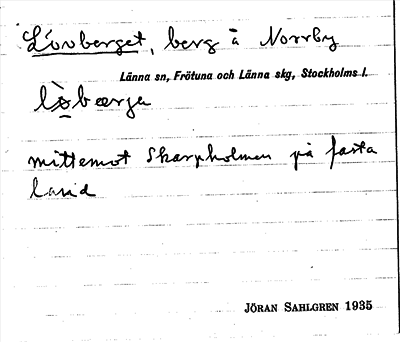 Lövberget, berg å Norrby
Länna sn, Frötuna och Länna skg, Stockholms l.
lö̀bærja
mittemot Skarpholmen på fasta
land
JÖRAN SAHLGREN 1935